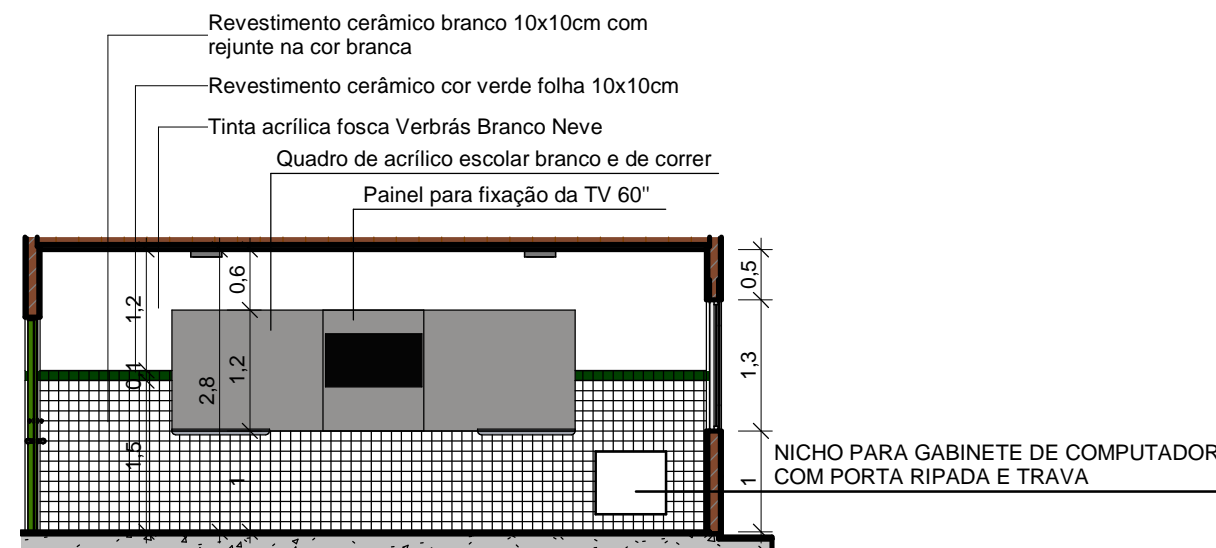 Revestimento cerâmico branco 10x10cm com
rejunte na cor branca
Revestimento cerâmico cor verde folha 10x10cm
Tinta acrílica fosca Verbrás Branco Neve
Quadro de acrílico escolar branco e de correr
Painel para fixação da TV 60"
0,6
0,5
1,2
1,2
1,3
0,1
2,8
1,5
1
1
NICHO PARA GABINETE DE COMPUTADOR
COM PORTA RIPADA E TRAVA